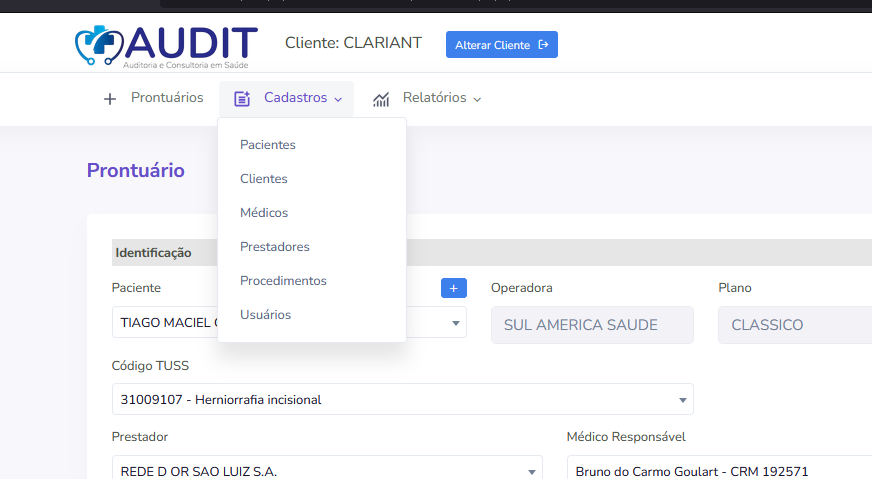 AUDIT
Auditoria e Consultoria em Saúde
Cliente: CLARIANT
Alterar Cliente
Prontuários
Cadastros
Relatórios
Pacientes
Clientes
Médicos
Prestadores
Procedimentos
Usuários
Prontuário
Identificação
Paciente
+
Operadora
Plano
TIAGO MACIEL
SUL AMERICA SAUDE
CLASSICO
Código TUSS
31009107 - Herniorrafia incisional
Prestador
Médico Responsável
REDE D OR SAO LUIZ S.A.
Bruno do Carmo Goulart - CRM 192571